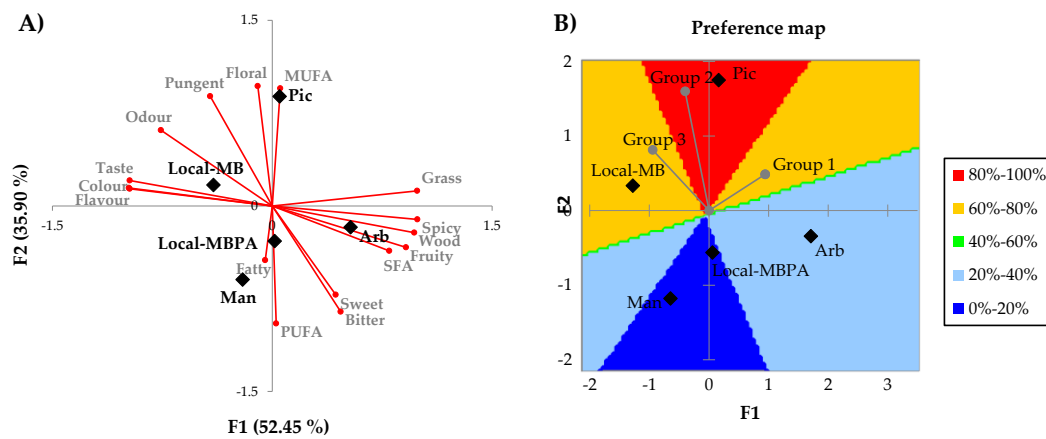 A)
1.5
Floral
MUFA
Pungent
Pic
Odour
F2 (35.90 %)
Taste
Local-MB
Colour
Flavour
Grass
-1.5
0
1.5
Spicy
Arb
Wood
Local-MBPA
Fruity
Fatty
SFA
Man
Sweet
Bitter
PUFA
-1.5
F1 (52.45 %)
B)
Preference map
2
Group 2
Pic
1
Group 3
Group 1
Local-MB
F2
0
Arb
Local-MBPA
-1
Man
-2
-2
-1
0
1
2
3
F1
80%-100%
60%-80%
40%-60%
20%-40%
0%-20%